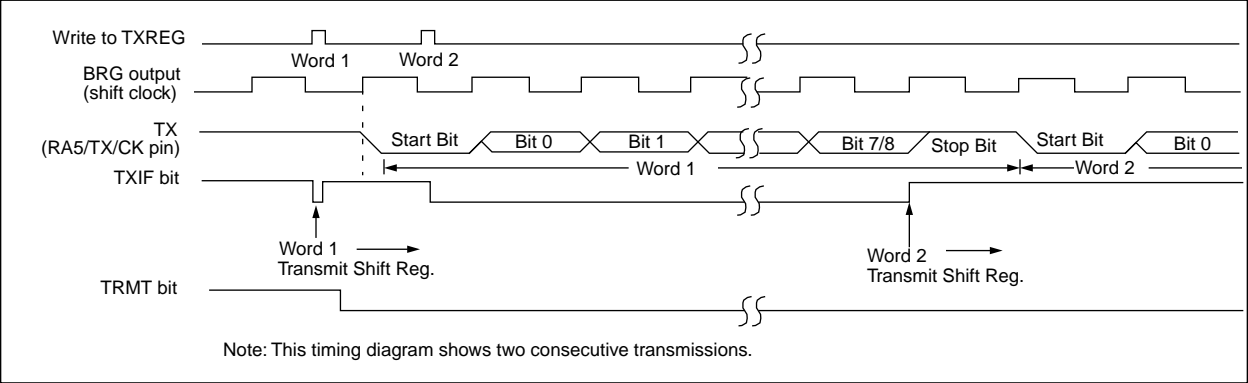 Write to TXREG
Word 1
Word 2
BRG output
(shift clock)
TX
(RA5/TX/CK pin)
Start Bit
Bit 0
Bit 1
Bit 7/8
Stop Bit
Start Bit
Bit 0
Word 1
Word 2
TXIF bit
Word 1
Transmit Shift Reg.
Word 2
Transmit Shift Reg.
TRMT bit
Note: This timing diagram shows two consecutive transmissions.